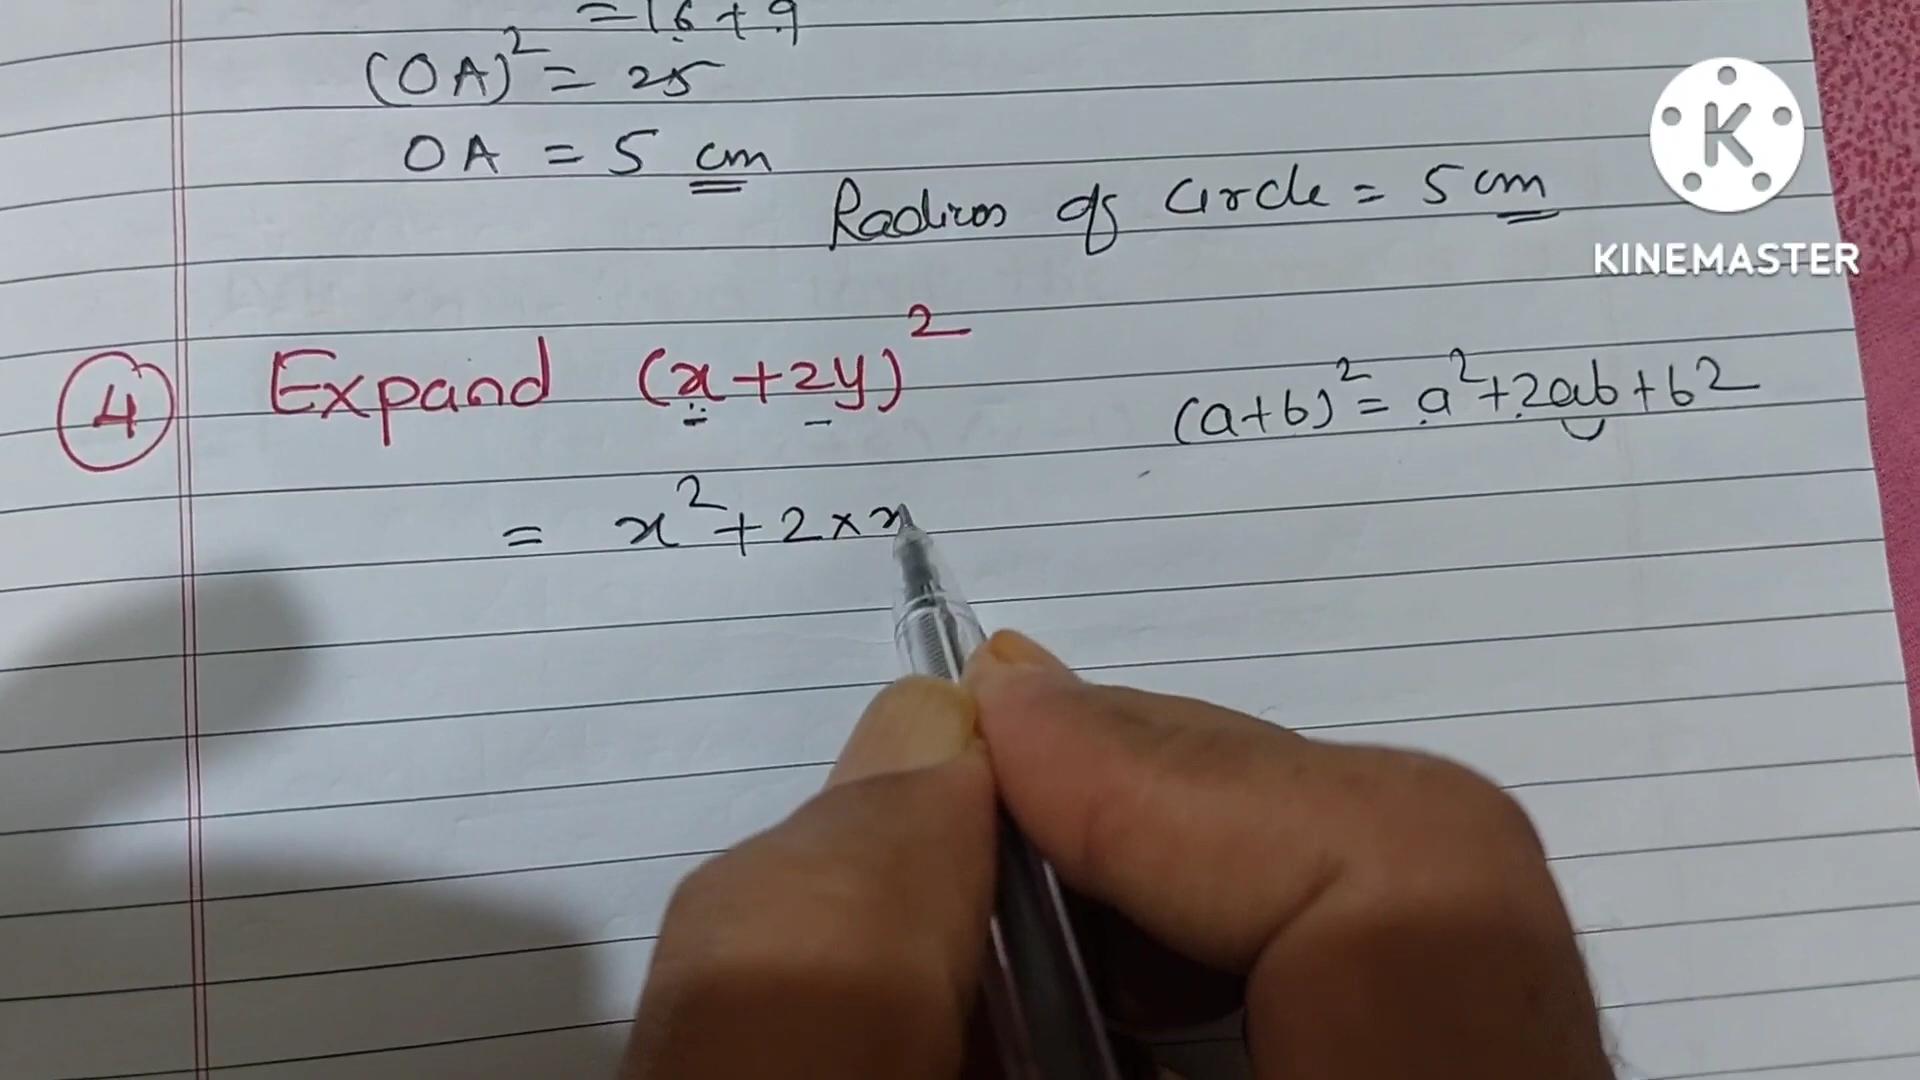 = 16 + 9
(OA)² = 25
OA = 5 cm
Radius of Circle = 5 cm
K
KINEMASTER
4 Expand (x+2y)²
(a+b)² = a²+2ab+b2
= x² + 2 × x